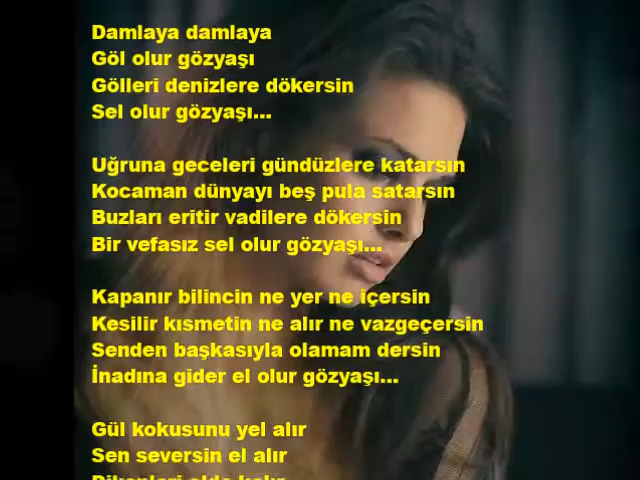 Damlaya damlaya
Göl olur gözyaşı
Gölleri denizlere dökersin
Sel olur gözyaşı...
Uğruna geceleri gündüzlere katarsın
Kocaman dünyayı beş pula satarsın
Buzları eritir vadilere dökersin
Bir vefasız sel olur gözyaşı...
Kapanır bilincin ne yer ne içersin
Kesilir kısmetin ne alır ne vazgeçersin
Senden başkasıyla olamam dersin
İnadına gider el olur gözyaşı...
Gül kokusunu yel alır
Sen seversin el alır